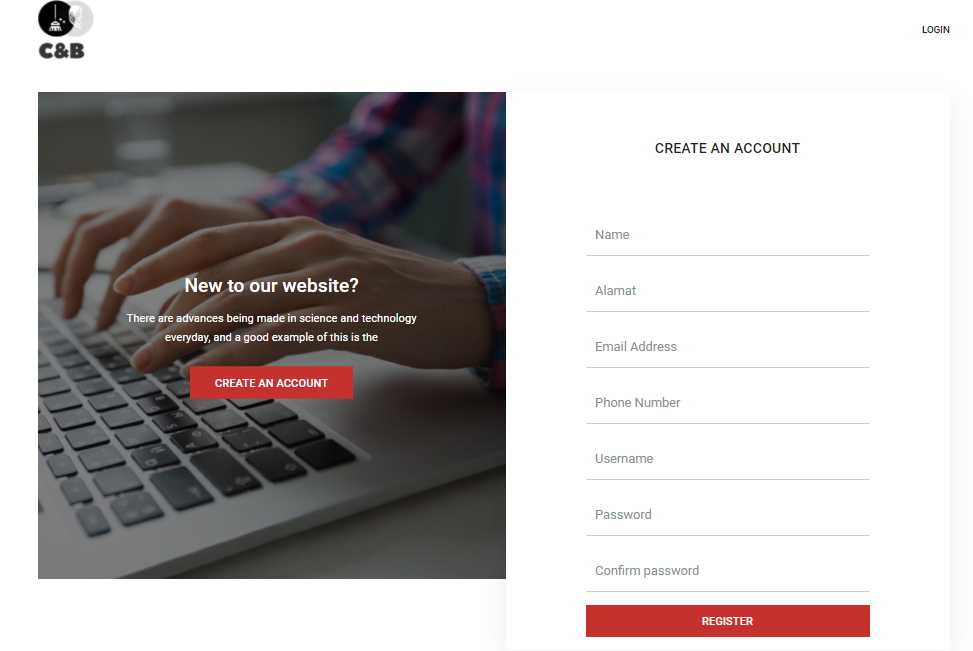 C&B
LOGIN
New to our website?
There are advances being made in science and technology
everyday, and a good example of this is the
CREATE AN ACCOUNT
CREATE AN ACCOUNT
Name
Alamat
Email Address
Phone Number
Username
Password
Confirm password
REGISTER